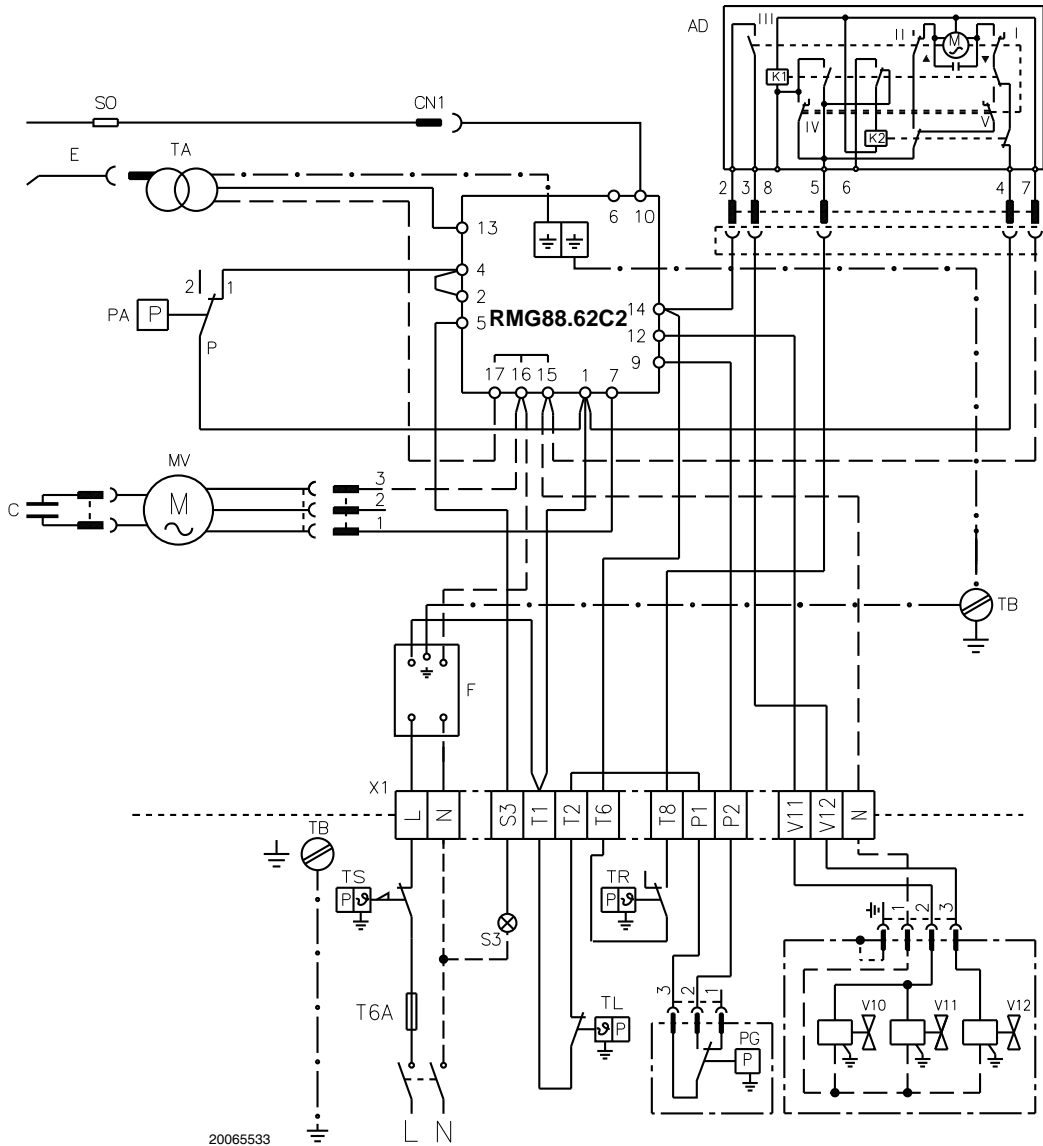 AD
III
II
M
I
K1
IV
V
K2
SO
CN1
E
TA
2 3 8 5 6 4 7
6 10
13
4
2
5
RMG88.62C2
14
12
9
17 16 15 1 7
2 1
PA
P
P
MV
C
M
3
2
1
TB
F
X1
L N S3 T1 T2 T6 T8 P1 P2 V11 V12 N
TB
TS
P ϑ
S3
TR
P ϑ
1 2 3
T6A
TL
ϑ P
3 2 1
PG
P
V10 V11 V12
L N
20065533